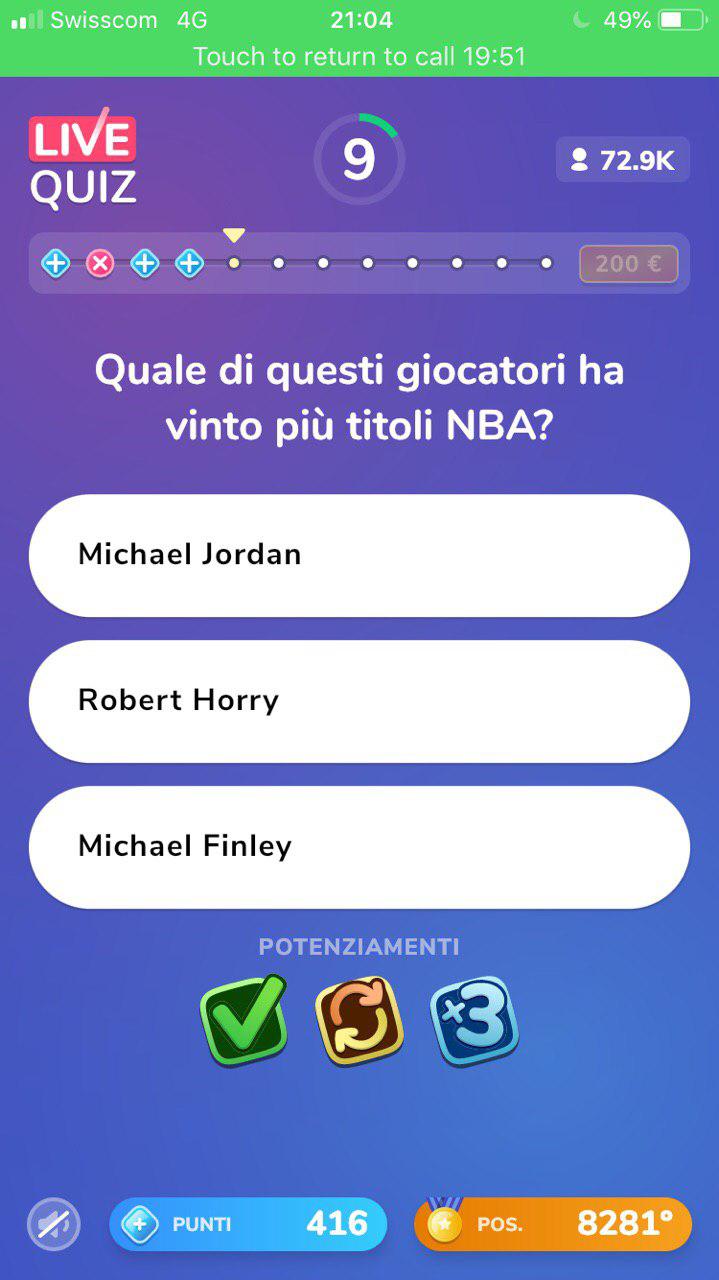 Swisscom 4G 21:04 49%
Touch to return to call 19:51
LIVE
QUIZ
9
72.9K
200 €
Quale di questi giocatori ha
vinto più titoli NBA?
Michael Jordan
Robert Horry
Michael Finley
POTENZIAMENTI
×3
PUNTI 416
POS. 8281°